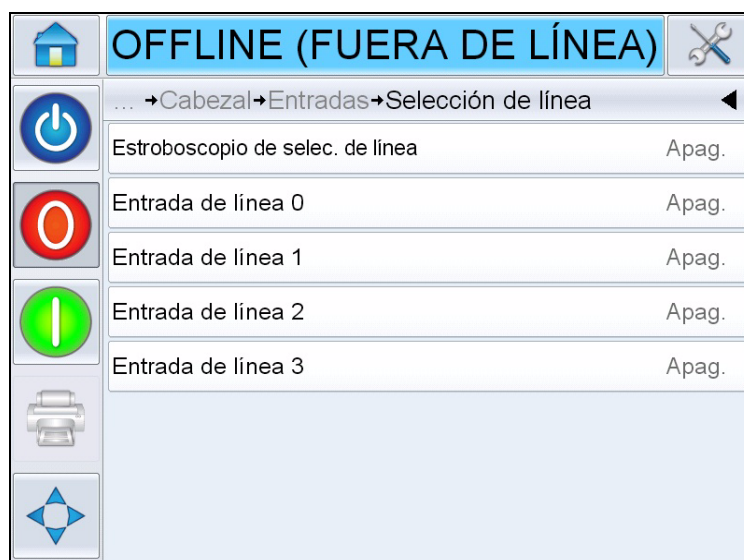 OFFLINE (FUERA DE LÍNEA)
... →Cabezal→Entradas→Selección de línea
Estroboscopio de selec. de línea Apag.
Entrada de línea 0 Apag.
Entrada de línea 1 Apag.
Entrada de línea 2 Apag.
Entrada de línea 3 Apag.